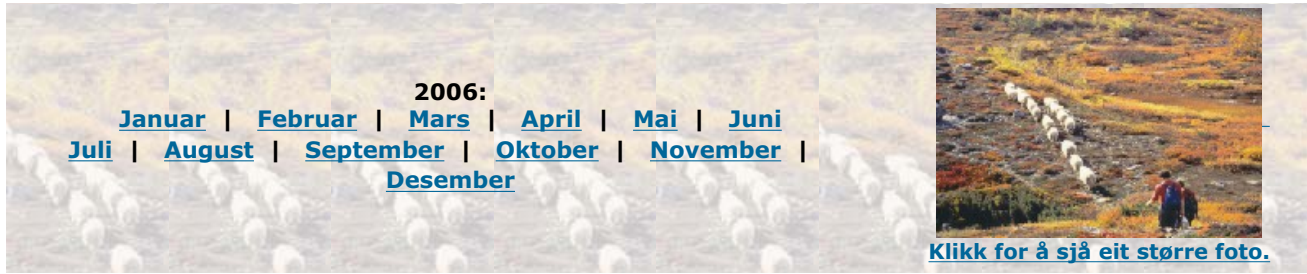 2006:
Januar | Februar | Mars | April | Mai | Juni
Juli | August | September | Oktober | November |
Desember
Klikk for å sjå eit større foto.